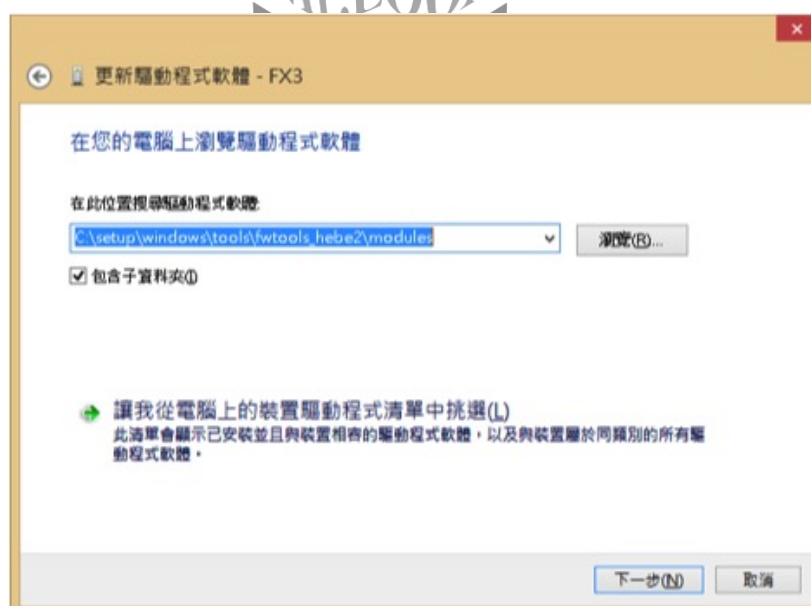 更新驅動程式軟體 - FX3
在您的電腦上瀏覽驅動程式軟體
在此位置搜尋驅動程式軟體:
C:\setup\windows\tools\fwtools_hebe2\modules
瀏覽(R)...
包含子資料夾(I)
讓我從電腦上的裝置驅動程式清單中挑選(L)
此清單會顯示已安裝並且與裝置相容的驅動程式軟體，以及與裝置屬於同類別的所有驅
動程式軟體。
下一步(N)
取消